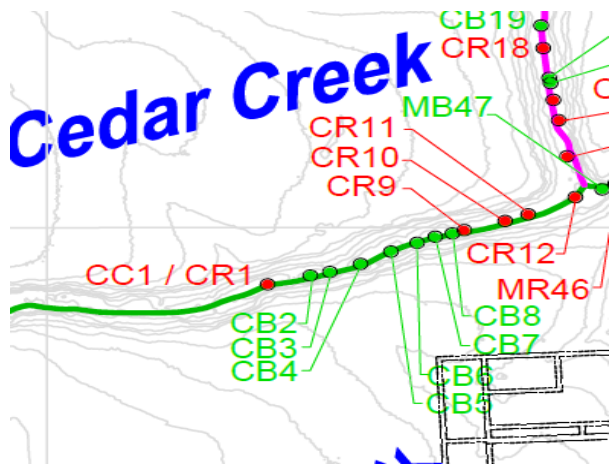 CB19
CR18
Cedar Creek
MB47
C
CR11
CR10
CR9
CR12
CC1 / CR1
MR46
CB2
CB3
CB4
CB8
CB7
CB6
CB5